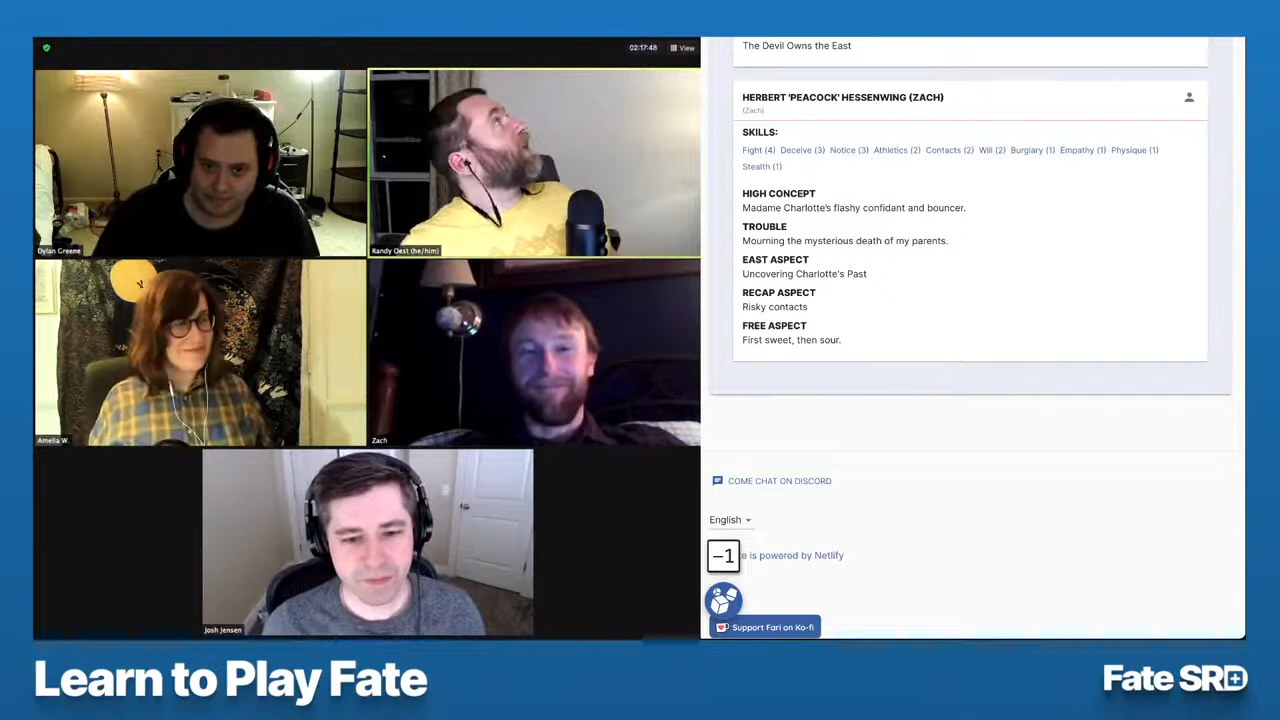 02:17:48
View
Dylan Greene
Randy Oest (he/him)
Amelia W.
Zach
Josh Jensen
The Devil Owns the East
HERBERT 'PEACOCK' HESSENWING (ZACH)
(Zach)
SKILLS:
Fight (4) Deceive (3) Notice (3) Athletics (2) Contacts (2) Will (2) Burglary (1) Empathy (1) Physique (1)
Stealth (1)
HIGH CONCEPT
Madame Charlotte's flashy confidant and bouncer.
TROUBLE
Mourning the mysterious death of my parents.
EAST ASPECT
Uncovering Charlotte's Past
RECAP ASPECT
Risky contacts
FREE ASPECT
First sweet, then sour.
COME CHAT ON DISCORD
English
−1
e is powered by Netlify
Support Fari on Ko-fi
Learn to Play Fate
Fate SRD